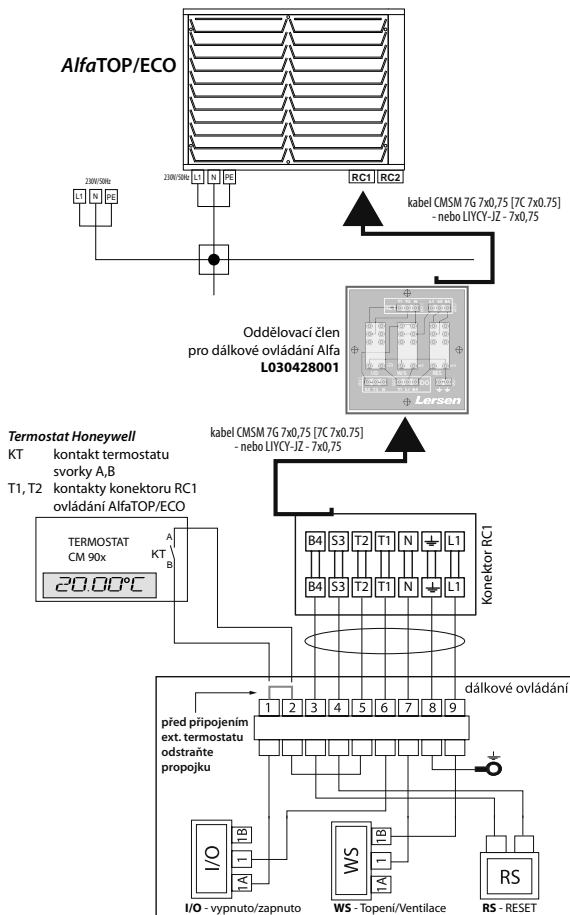 AlfaTOP/ECO
230V/50Hz L1 N PE RC1 RC2
230V/50Hz
L1 N PE
kabel CMSM 7G 7x0,75 [7C 7x0.75]
- nebo LIYCY-JZ - 7x0,75
Oddělovací člen
pro dálkové ovládání Alfa
L030428001
Lersen
kabel CMSM 7G 7x0,75 [7C 7x0.75]
- nebo LIYCY-JZ - 7x0,75
Termostat Honeywell
KT kontakt termostatu
svorky A,B
T1, T2 kontakty konektoru RC1
ovládání AlfaTOP/ECO
TERMOSTAT
CM 90x
A
KT
B
20.00°C
B4 S3 T2 T1 N L1
B4 S3 T2 T1 N L1
Konektor RC1
dálkové ovládání
1 2 3 4 5 6 7 8 9
před připojením
ext. termostatu
odstraňte
propojku
I/O
1B
1
1A
WS
1B
1
1A
RS
I/O - vypnuto/zapnuto
WS - Topení/Ventilace
RS - RESET